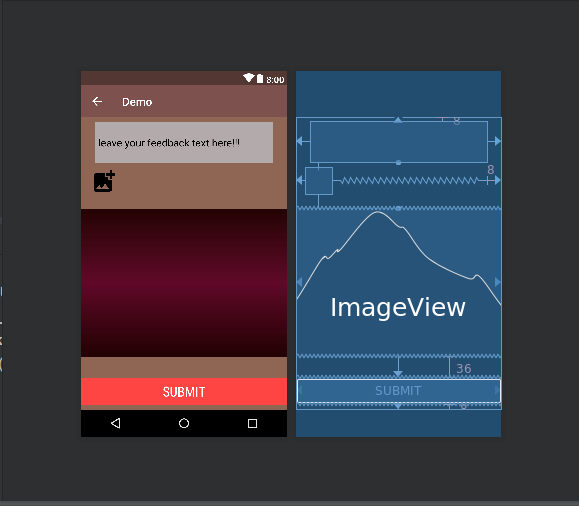 8:00
Demo
leave your feedback text here!!!
SUBMIT
8
8
ImageView
36
SUBMIT